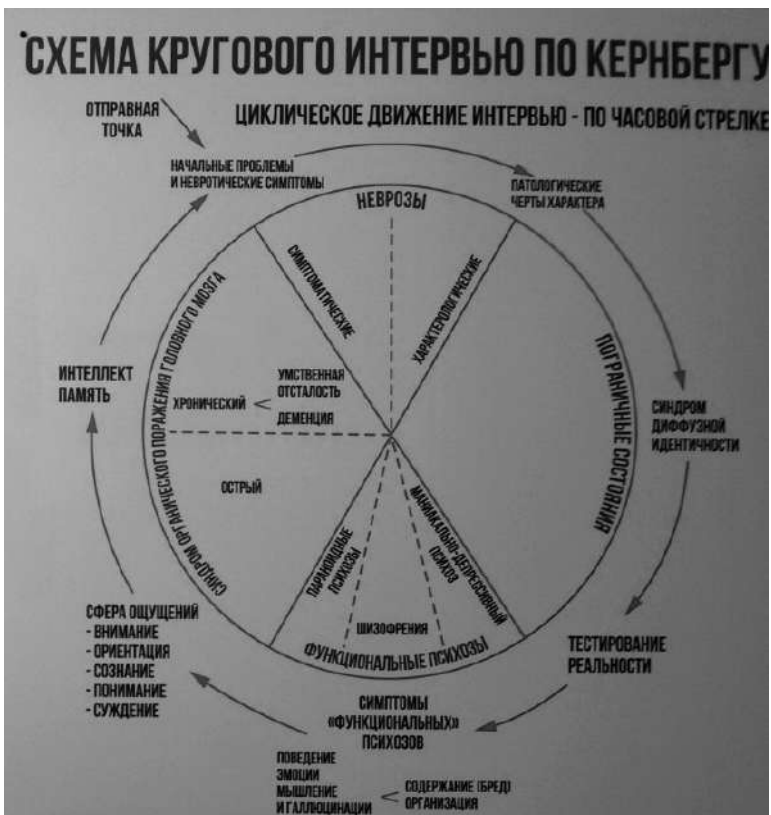 СХЕМА КРУГОВОГО ИНТЕРВЬЮ ПО КЕРНБЕРГУ
ОТПРАВНАЯ
ТОЧКА
ЦИКЛИЧЕСКОЕ ДВИЖЕНИЕ ИНТЕРВЬЮ - ПО ЧАСОВОЙ СТРЕЛКЕ
НАЧАЛЬНЫЕ ПРОБЛЕМЫ
И НЕВРОТИЧЕСКИЕ СИМПТОМЫ
ПАТОЛОГИЧЕСКИЕ
ЧЕРТЫ ХАРАКТЕРА
НЕВРОЗЫ
СИМПТОМАТИЧЕСКИЕ
ХАРАКТЕРОЛОГИЧЕСКИЕ
ПОГРАНИЧНЫЕ СОСТОЯНИЯ
СИНДРОМ
ДИФФУЗНОЙ
ИДЕНТИЧНОСТИ
ИНТЕЛЛЕКТ
ПАМЯТЬ
СИНДРОМ ОРГАНИЧЕСКОГО ПОРАЖЕНИЯ ГОЛОВНОГО МОЗГА
ХРОНИЧЕСКИЙ
УМСТВЕННАЯ
ОТСТАЛОСТЬ
ДЕМЕНЦИЯ
ОСТРЫЙ
ПАРАНОИДНЫЕ
ПСИХОЗЫ
ШИЗОФРЕНИЯ
МАНИАКАЛЬНО-ДЕПРЕССИВНЫЙ
ПСИХОЗ
ФУНКЦИОНАЛЬНЫЕ ПСИХОЗЫ
СФЕРА ОЩУЩЕНИЙ
- ВНИМАНИЕ
- ОРИЕНТАЦИЯ
- СОЗНАНИЕ
- ПОНИМАНИЕ
- СУЖДЕНИЕ
ТЕСТИРОВАНИЕ
РЕАЛЬНОСТИ
СИМПТОМЫ
«ФУНКЦИОНАЛЬНЫХ»
ПСИХОЗОВ
ПОВЕДЕНИЕ
ЭМОЦИИ
МЫШЛЕНИЕ
И ГАЛЛЮЦИНАЦИИ
СОДЕРЖАНИЕ (БРЕД)
ОРГАНИЗАЦИЯ